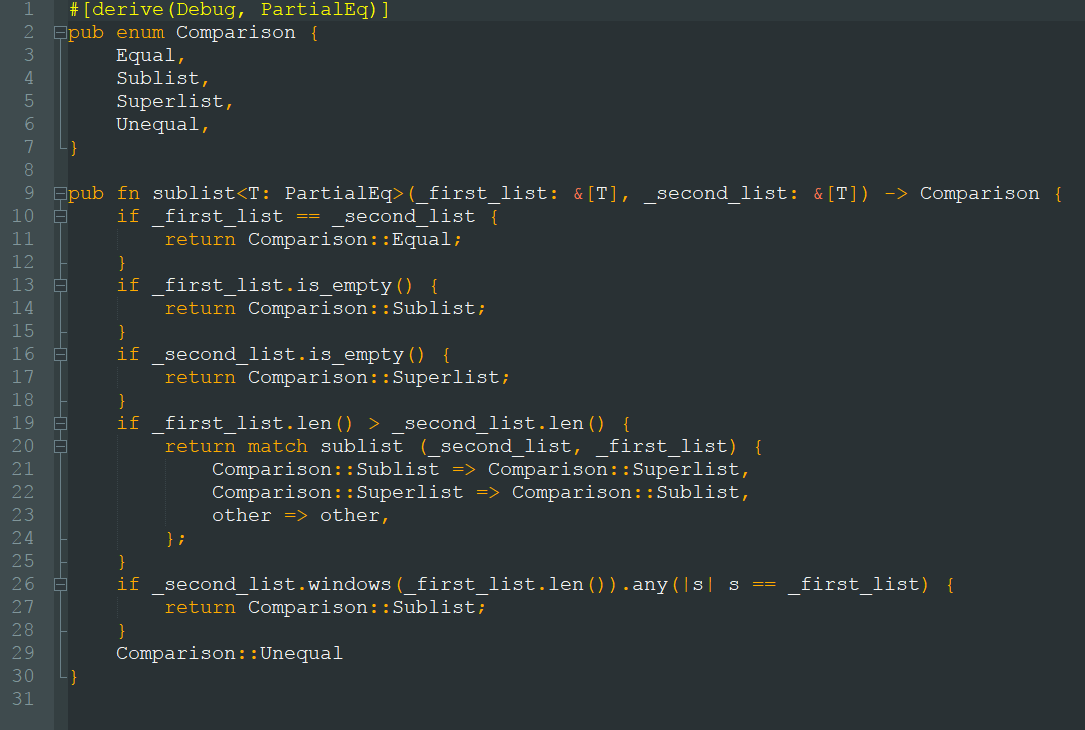 1 #[derive(Debug, PartialEq)]
2 pub enum Comparison {
3     Equal,
4     Sublist,
5     Superlist,
6     Unequal,
7 }
8
9 pub fn sublist<T: PartialEq>(_first_list: &[T], _second_list: &[T]) -> Comparison {
10     if _first_list == _second_list {
11         return Comparison::Equal;
12     }
13     if _first_list.is_empty() {
14         return Comparison::Sublist;
15     }
16     if _second_list.is_empty() {
17         return Comparison::Superlist;
18     }
19     if _first_list.len() > _second_list.len() {
20         return match sublist (_second_list, _first_list) {
21             Comparison::Sublist => Comparison::Superlist,
22             Comparison::Superlist => Comparison::Sublist,
23             other => other,
24         };
25     }
26     if _second_list.windows(_first_list.len()).any(|s| s == _first_list) {
27         return Comparison::Sublist;
28     }
29     Comparison::Unequal
30 }
31